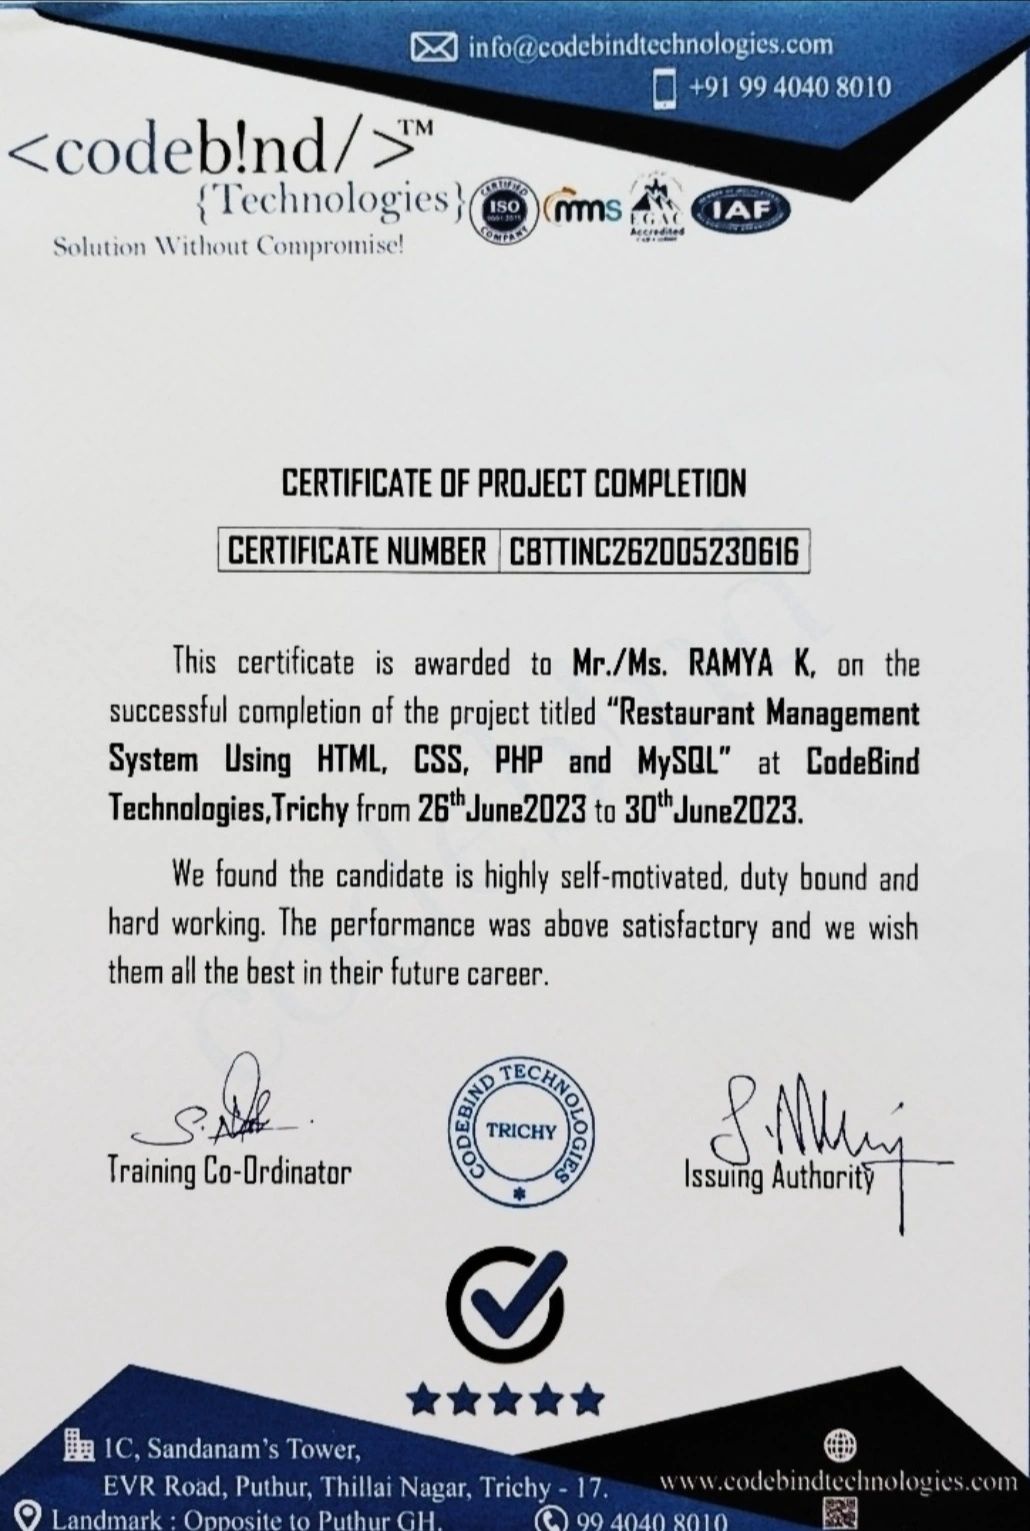 info@codebindtechnologies.com
+91 99 4040 8010
<codeb!nd/>™
{Technologies}
Solution Without Compromise!
CERTIFIED
ISO
COMPANY
mms
EGAC
Accredited
IAF
CERTIFICATE OF PROJECT COMPLETION
CERTIFICATE NUMBER CBTTINC262005230616
This certificate is awarded to Mr./Ms. RAMYA K, on the
successful completion of the project titled “Restaurant Management
System Using HTML, CSS, PHP and MySQL” at CodeBind
Technologies,Trichy from 26th June2023 to 30th June2023.
We found the candidate is highly self-motivated, duty bound and
hard working. The performance was above satisfactory and we wish
them all the best in their future career.
CODEBIND TECHNOLOGIES
TRICHY
Training Co-Ordinator
Issuing Authority
1C, Sandanam's Tower,
EVR Road, Puthur, Thillai Nagar, Trichy - 17.
www.codebindtechnologies.com
Landmark : Opposite to Puthur GH.
99 4040 8010